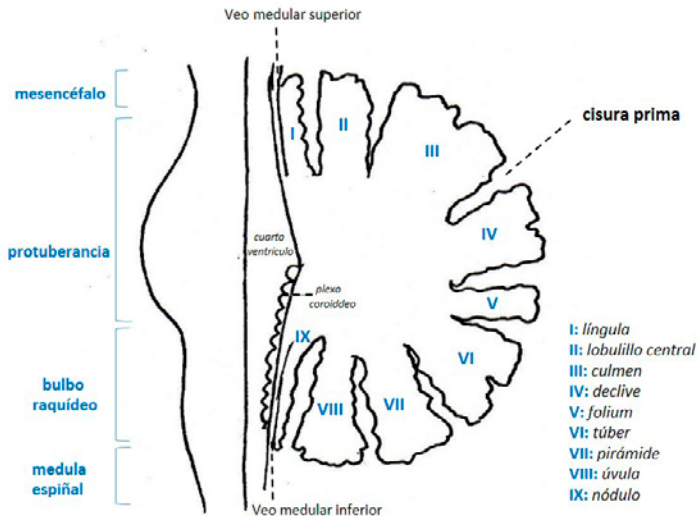 Veo medular superior
mesencéfalo
cisura prima
I
II
III
protuberancia
cuarto
ventrículo
IV
plexo
coroiddeo
V
IX
VI
bulbo
raquídeo
VIII
VII
medula
espiñal
Veo medular inferior
I: língula
II: lobulillo central
III: culmen
IV: declive
V: folium
VI: túber
VII: pirámide
VIII: úvula
IX: nódulo